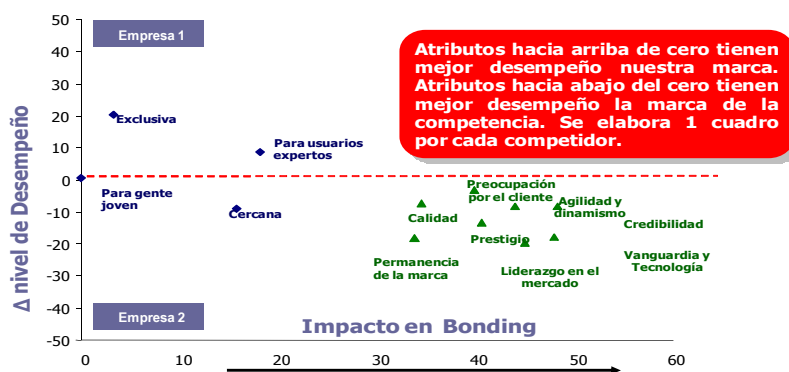 50
40
30
20
10
0
-10
-20
-30
-40
-50
Δ nivel de Desempeño
Empresa 1
Atributos hacia arriba de cero tienen
mejor desempeño nuestra marca.
Atributos hacia abajo del cero tienen
mejor desempeño la marca de la
competencia. Se elabora 1 cuadro
por cada competidor.
Exclusiva
Para usuarios
expertos
Para gente
joven
Cercana
Preocupación
por el cliente
Agilidad y
dinamismo
Calidad
Credibilidad
Prestigio
Permanencia
de la marca
Liderazgo en el
mercado
Vanguardia y
Tecnología
Empresa 2
Impacto en Bonding
0 10 20 30 40 50 60